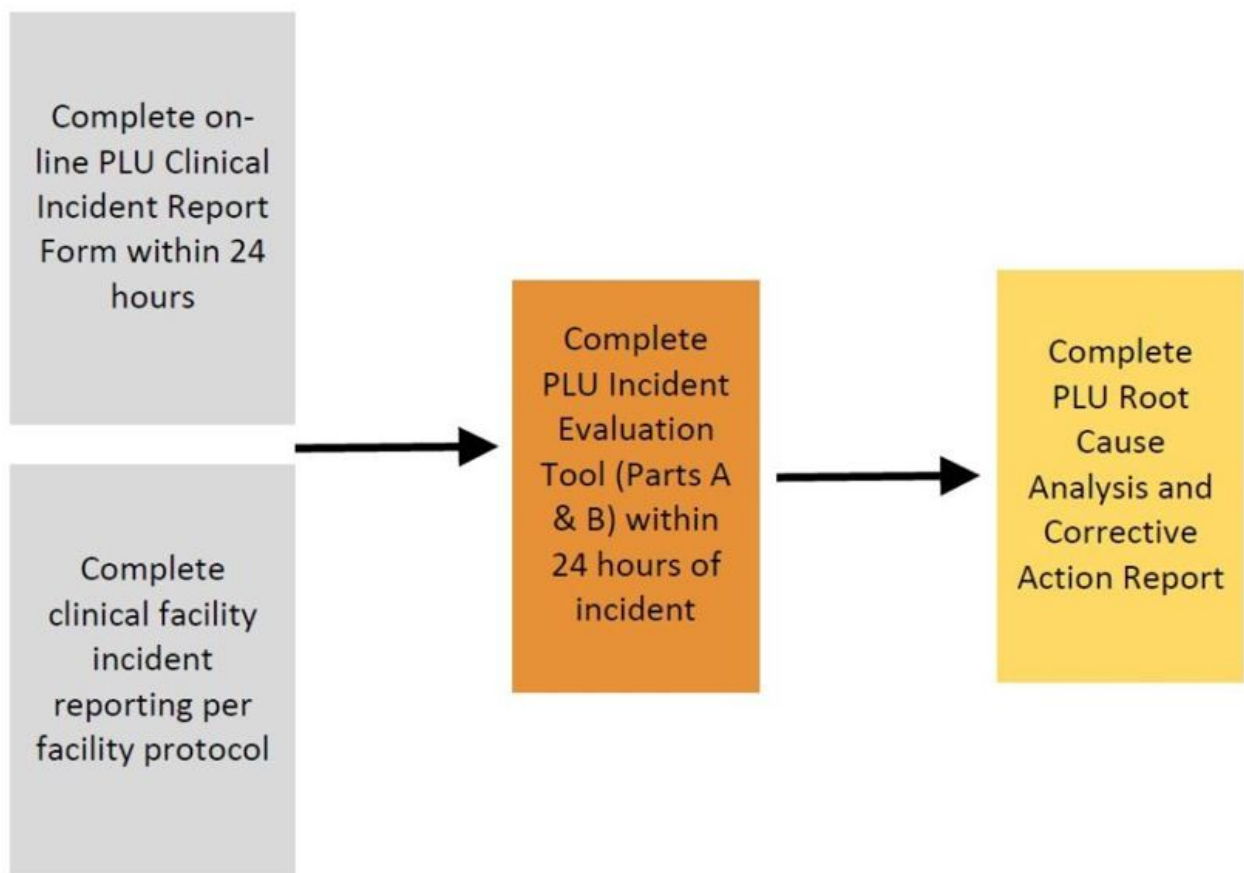 Complete on-
line PLU Clinical
Incident Report
Form within 24
hours
Complete
clinical facility
incident
reporting per
facility protocol
Complete
PLU Incident
Evaluation
Tool (Parts A
& B) within
24 hours of
incident
Complete
PLU Root
Cause
Analysis and
Corrective
Action Report